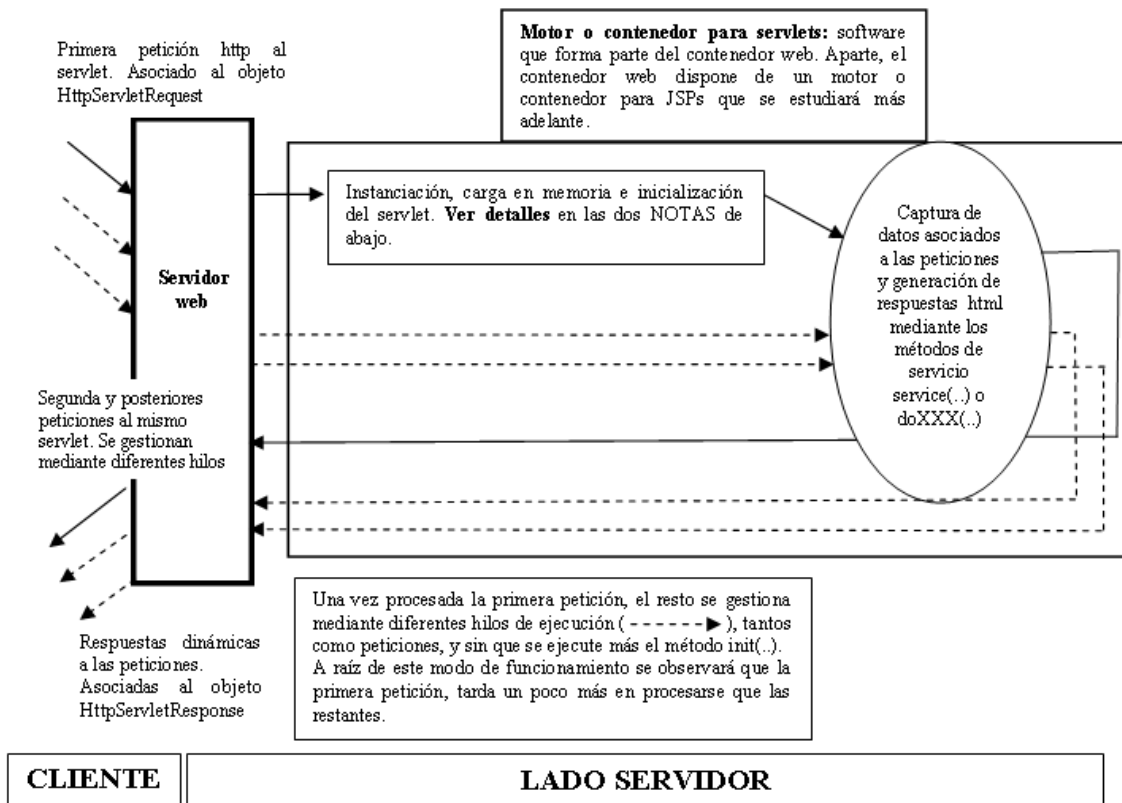 Primera petición http al
servlet. Asociado al objeto
HttpServletRequest
Motor o contenedor para servlets: software
que forma parte del contenedor web. Aparte, el
contenedor web dispone de un motor o
contenedor para JSPs que se estudiará más
adelante.
Instanciación, carga en memoria e inicialización
del servlet. Ver detalles en las dos NOTAS de
abajo.
Captura de
datos asociados
a las peticiones
y generación de
respuestas html
mediante los
métodos de
servicio
service(..) o
doXXX(..)
Servidor
web
Segunda y posteriores
peticiones al mismo
servlet. Se gestionan
mediante diferentes hilos
Respuestas dinámicas
a las peticiones.
Asociadas al objeto
HttpServletResponse
Una vez procesada la primera petición, el resto se gestiona
mediante diferentes hilos de ejecución ( ), tantos
como peticiones, y sin que se ejecute más el método init(..).
A raíz de este modo de funcionamiento se observará que la
primera petición, tarda un poco más en procesarse que las
restantes.
CLIENTE
LADO SERVIDOR